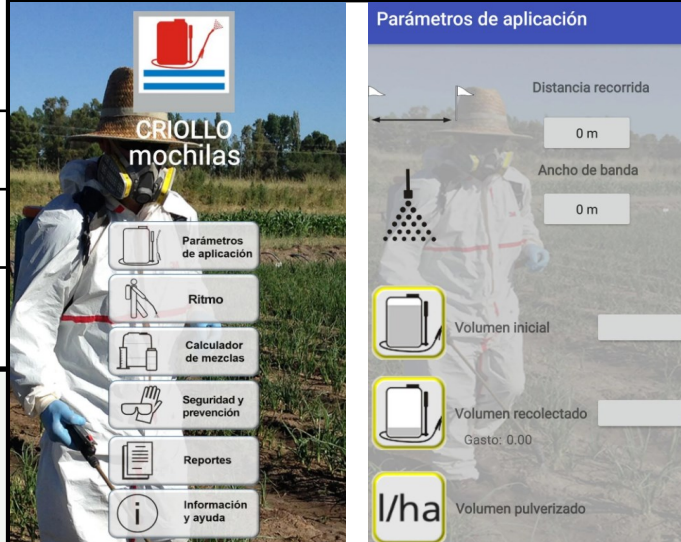 CRIOLLO
mochilas
Parámetros
de aplicación
Ritmo
Calculador
de mezclas
Seguridad y
prevención
Reportes
i
Información
y ayuda
Parámetros de aplicación
Distancia recorrida
0 m
Ancho de banda
0 m
Volumen inicial
Volumen recolectado
Gasto: 0.00
l/ha
Volumen pulverizado